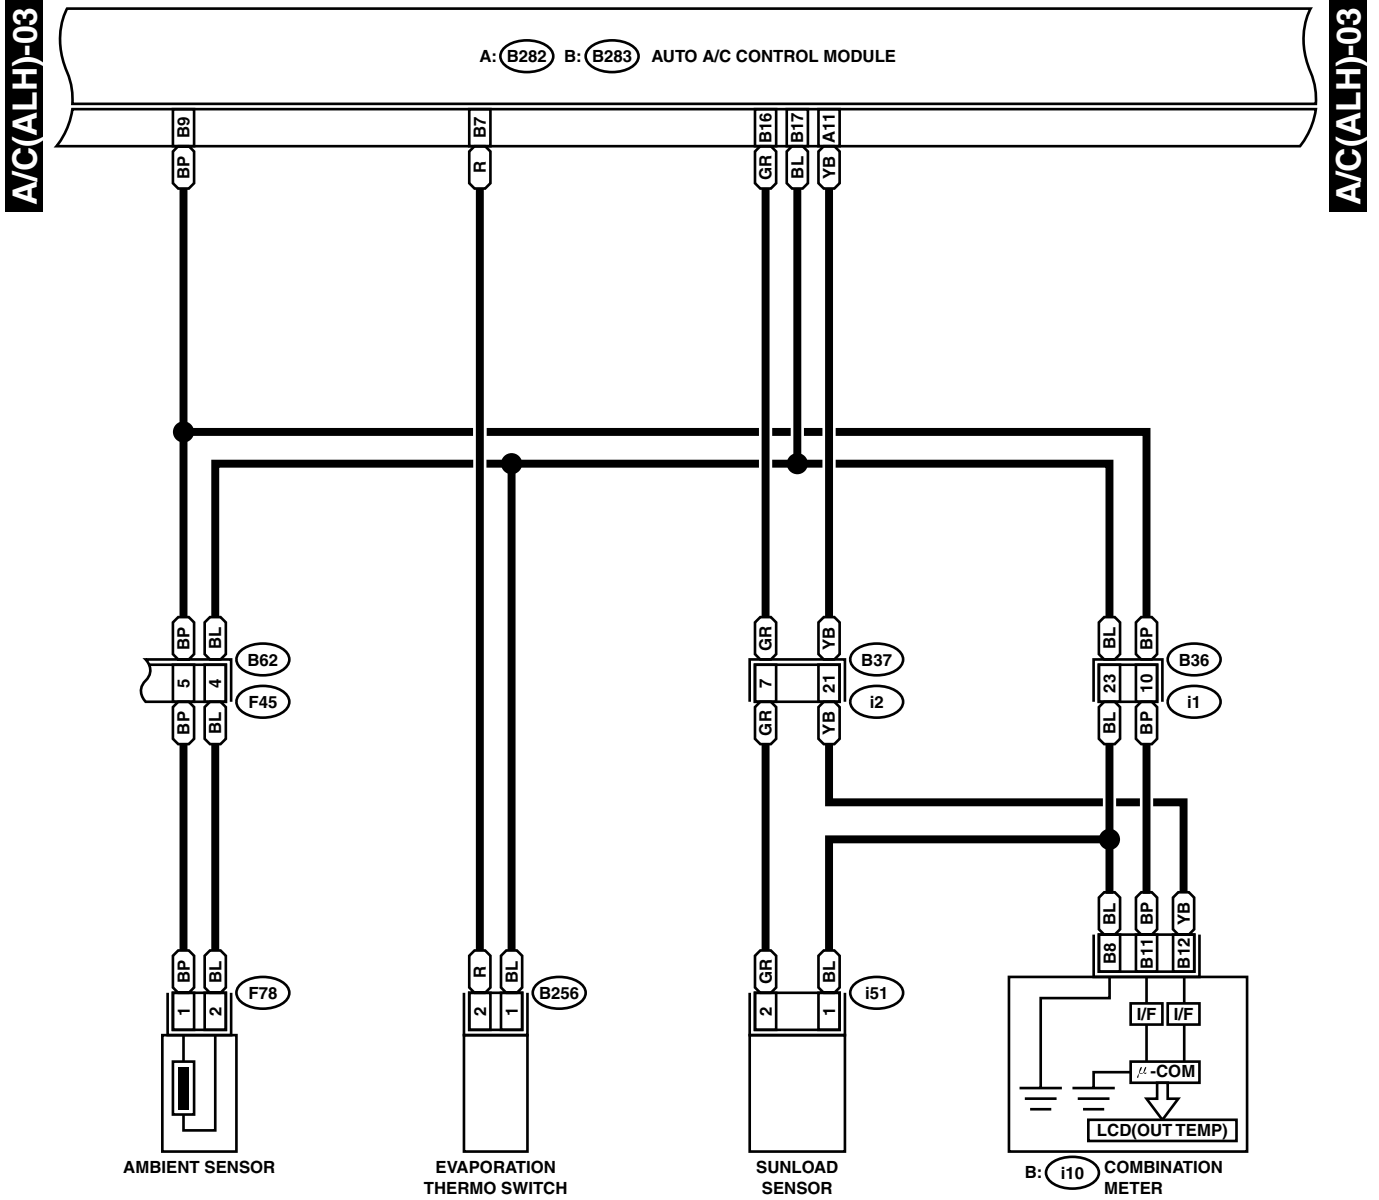 A/C(ALH)-03
A/C(ALH)-03
A: B282 B: B283 AUTO A/C CONTROL MODULE
B9 B7 B16 B17 A11
BP R GR BL YB
BP BL GR YB BL BP
B62 B37 B36
5 4 7 21 23 10
F45 i2 i1
BP BL GR YB BL BP
BL BP YB
B8 B11 B12
BP BL R BL GR BL
F78 B256 i51
1 2 2 1 2 1
I/F I/F
μ-COM
LCD(OUT TEMP)
AMBIENT SENSOR
EVAPORATION
THERMO SWITCH
SUNLOAD
SENSOR
B: i10 COMBINATION
METER